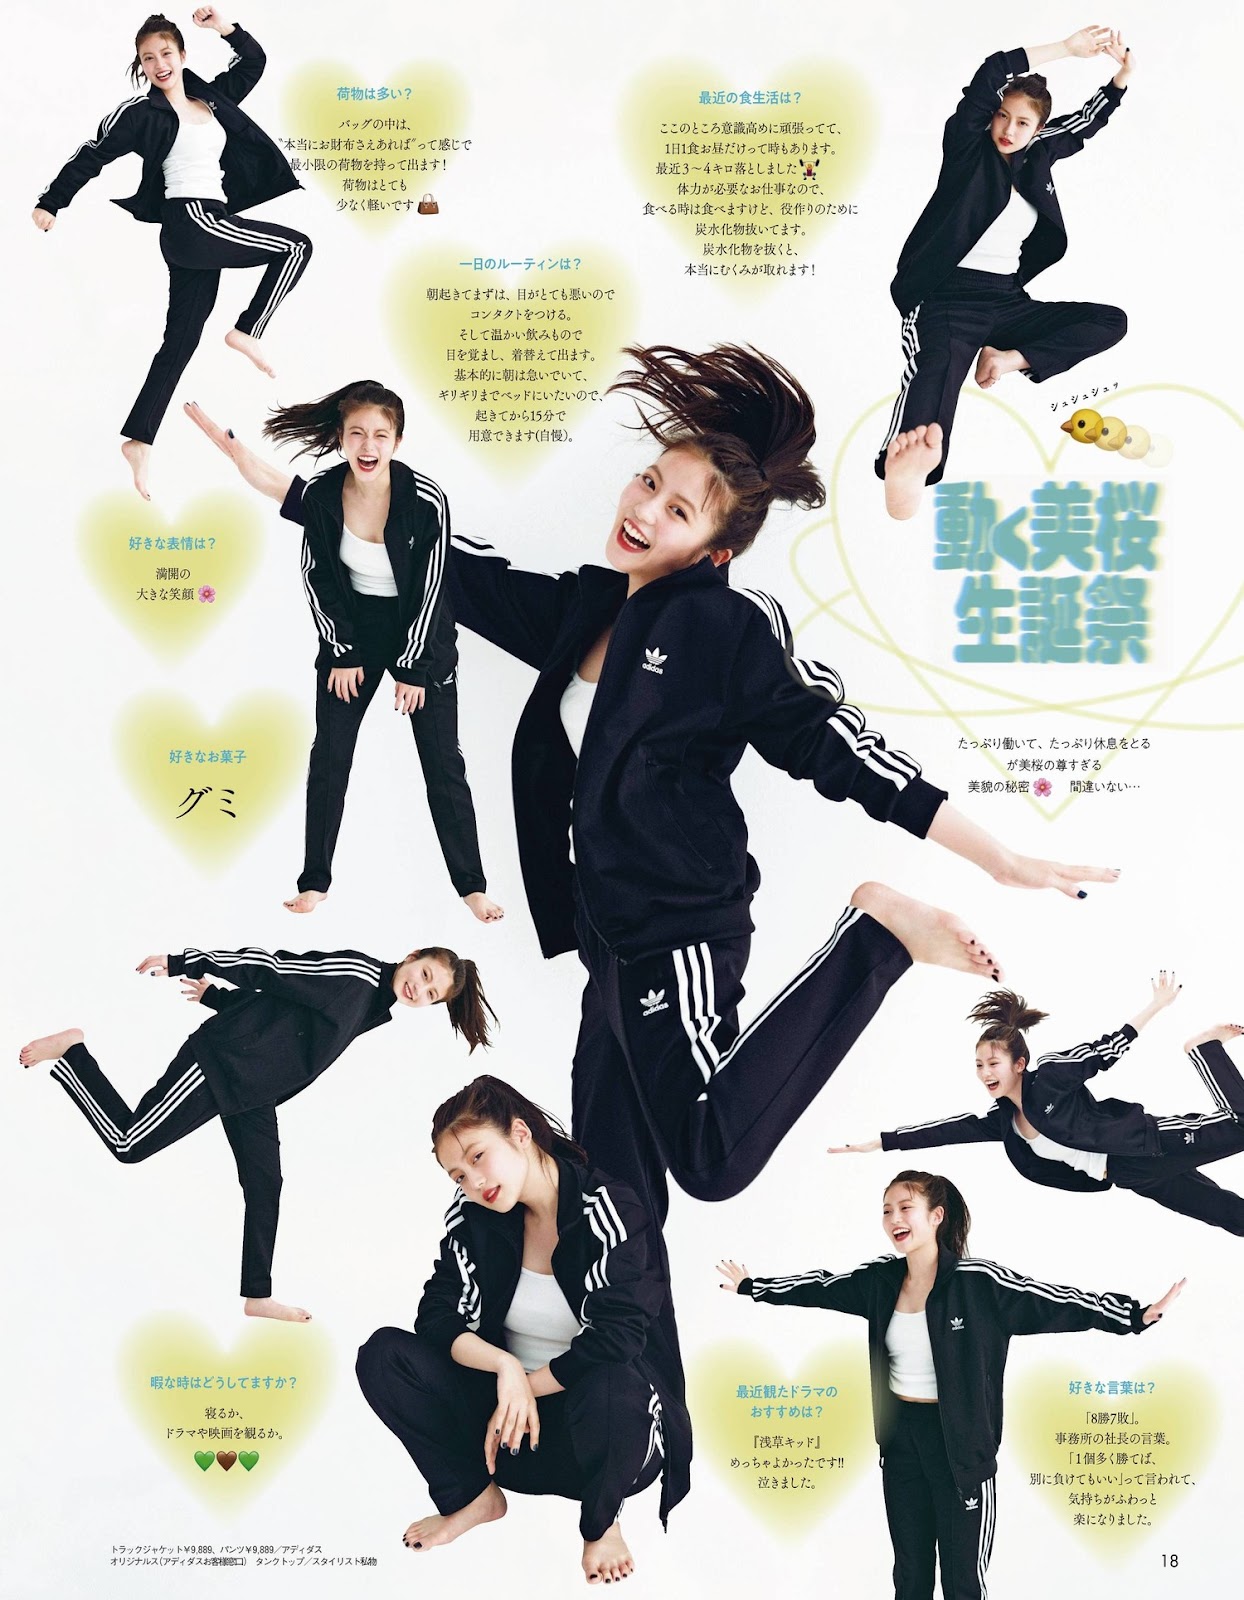 荷物は多い？
バッグの中は、
〝本当にお財布さえあれば〟って感じで
最小限の荷物を持って出ます！
荷物はとても
少なく軽いです
最近の食生活は？
ここのところ意識高めに頑張ってて、
1日1食お昼だけって時もあります。
最近3〜4キロ落としました
体力が必要なお仕事なので、
食べる時は食べますけど、役作りのために
炭水化物抜いてます。
炭水化物を抜くと、
本当にむくみが取れます！
一日のルーティンは？
朝起きてまずは、目がとても悪いので
コンタクトをつける。
そして温かい飲みもので
目を覚まし、着替えて出ます。
基本的に朝は急いでいて、
ギリギリまでベッドにいたいので、
起きてから15分で
用意できます(自慢)。
シュシュシュッ
動く美桜
生誕祭
たっぷり働いて、たっぷり休息をとる
が美桜の尊すぎる
美貌の秘密 間違いない…
好きな表情は？
満開の
大きな笑顔
好きなお菓子
グミ
adidas
adidas
暇な時はどうしてますか？
寝るか、
ドラマや映画を観るか。
最近観たドラマの
おすすめは？
『浅草キッド』
めっちゃよかったです!!
泣きました。
好きな言葉は？
「8勝7敗」。
事務所の社長の言葉。
「1個多く勝てば、
別に負けてもいい」って言われて、
気持ちがふわっと
楽になりました。
トラックジャケット¥9,889、パンツ¥9,889／アディダス
オリジナルス(アディダスお客様窓口) タンクトップ／スタイリスト私物
18